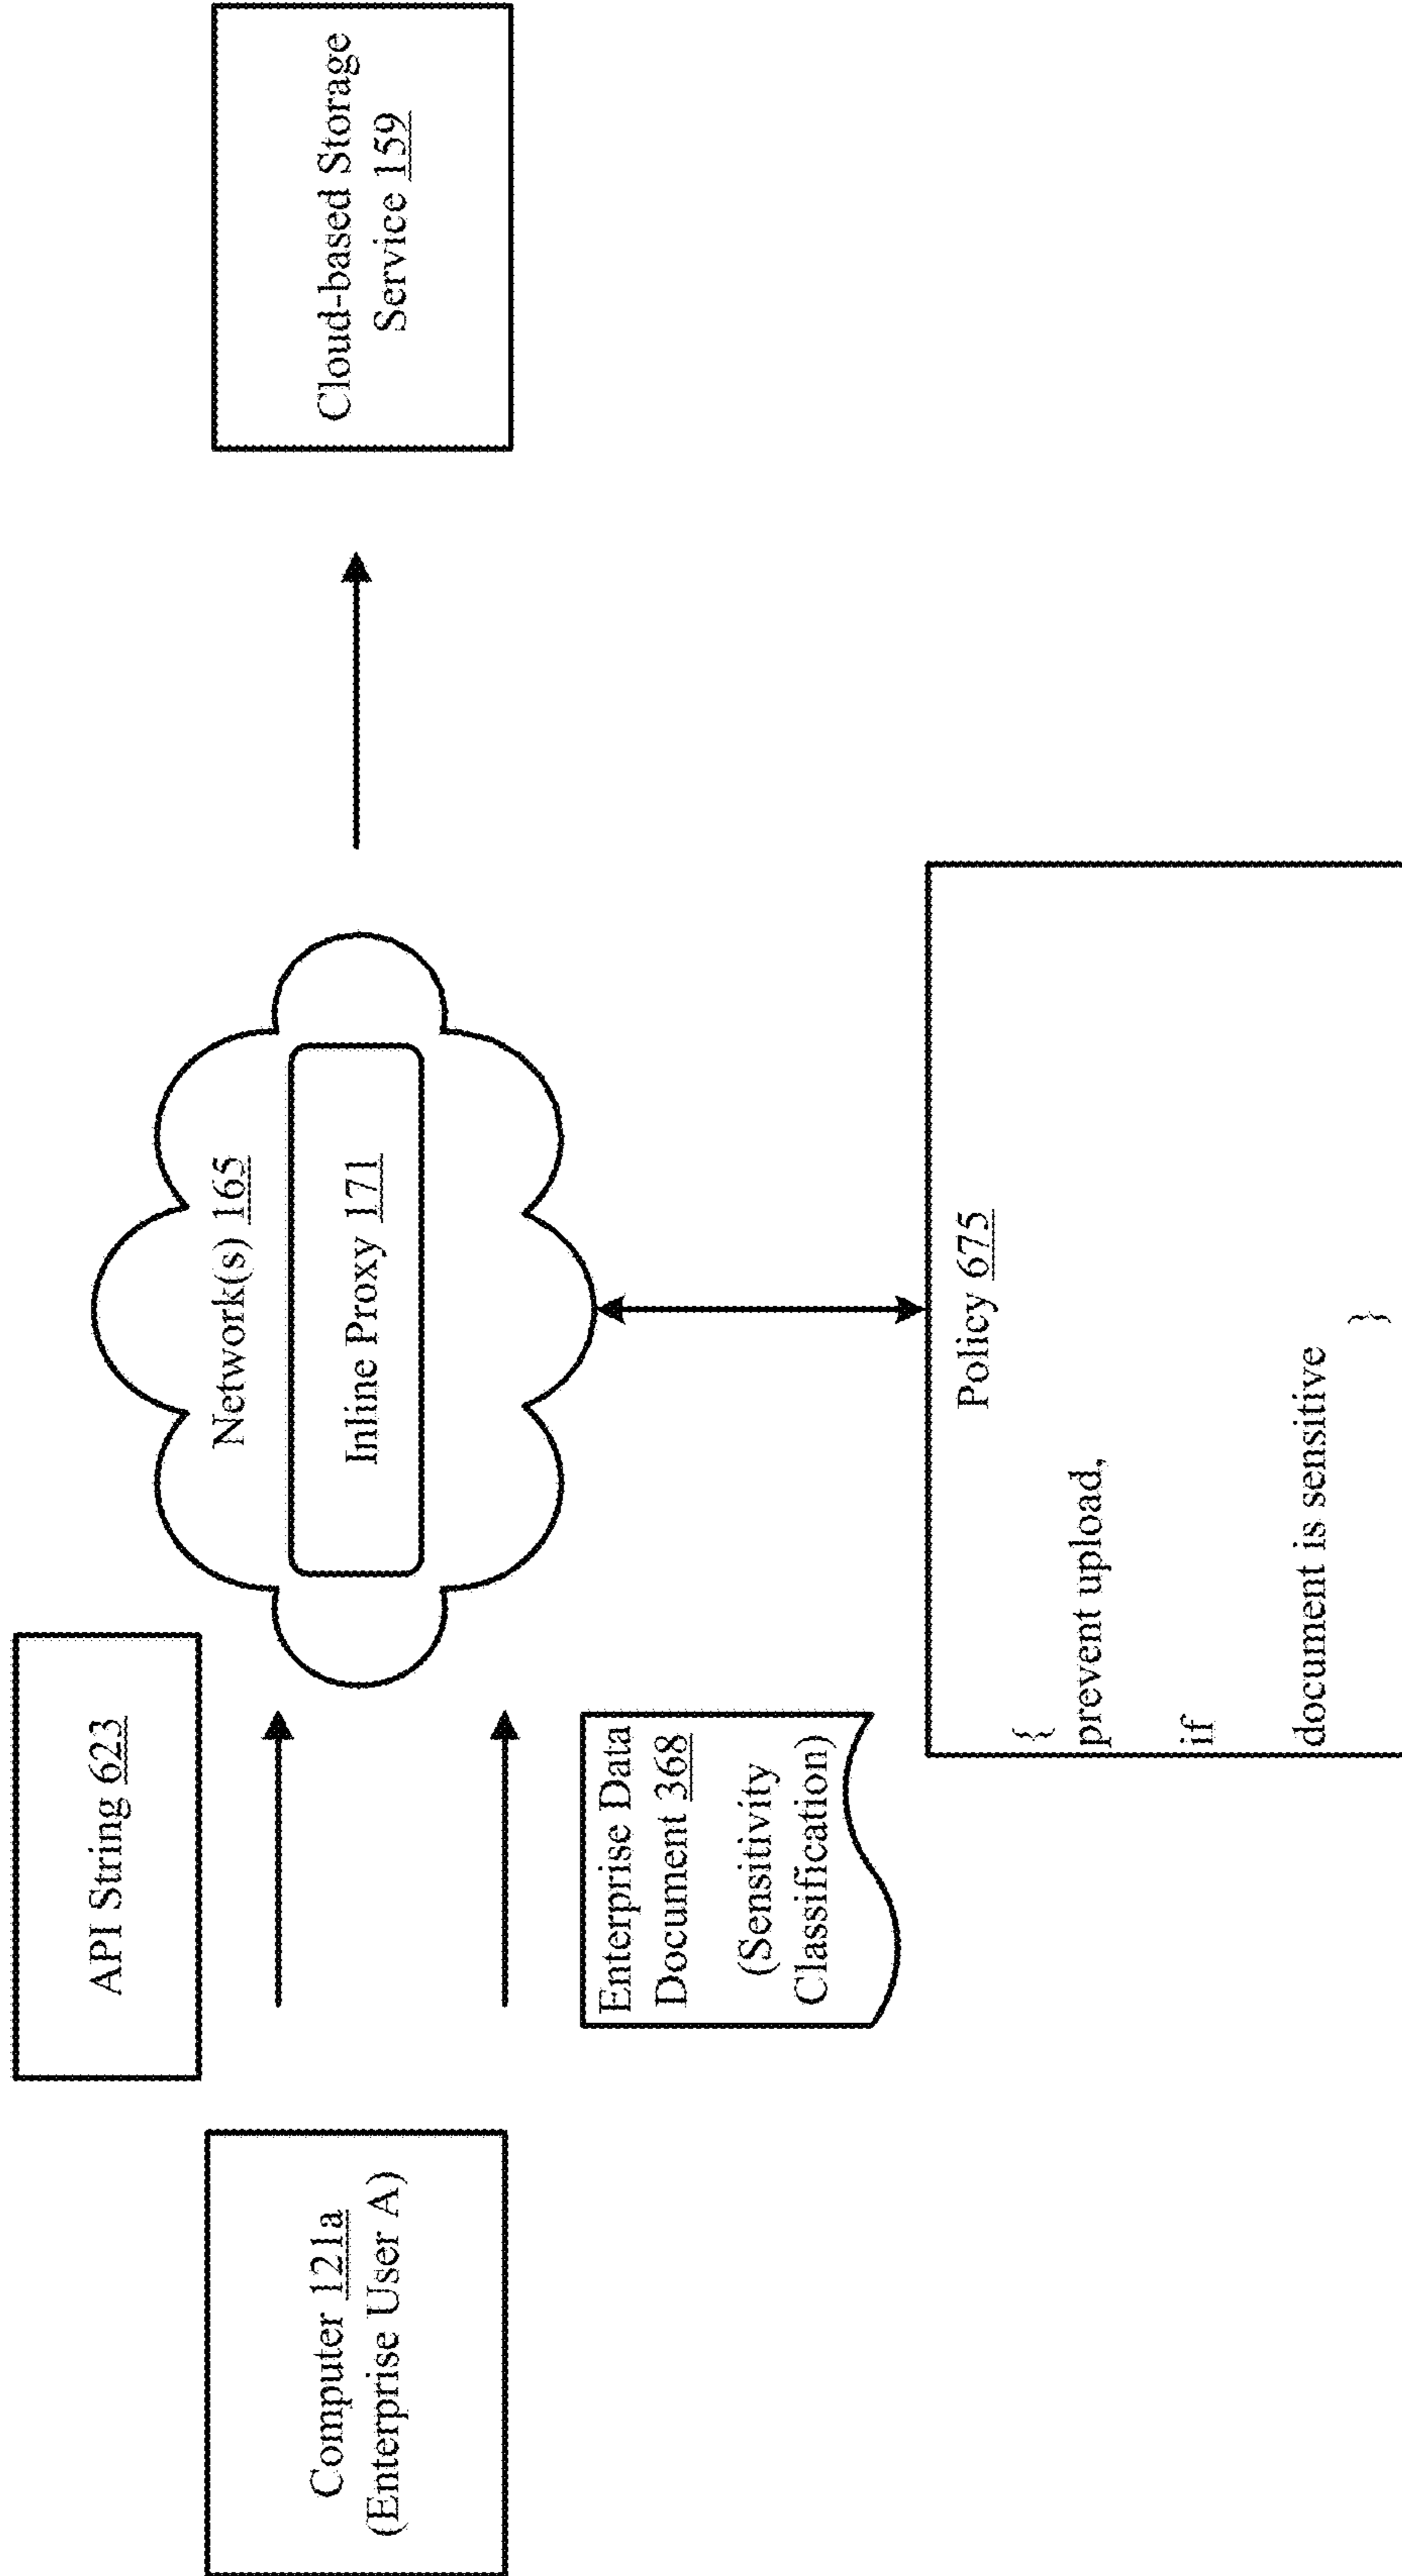 API String 623
Computer 121a
(Enterprise User A)
Network(s) 165
Inline Proxy 171
Cloud-based Storage
Service 159
Enterprise Data
Document 368
(Sensitivity
Classification)
Policy 675
{
prevent upload,
if
document is sensitive
}